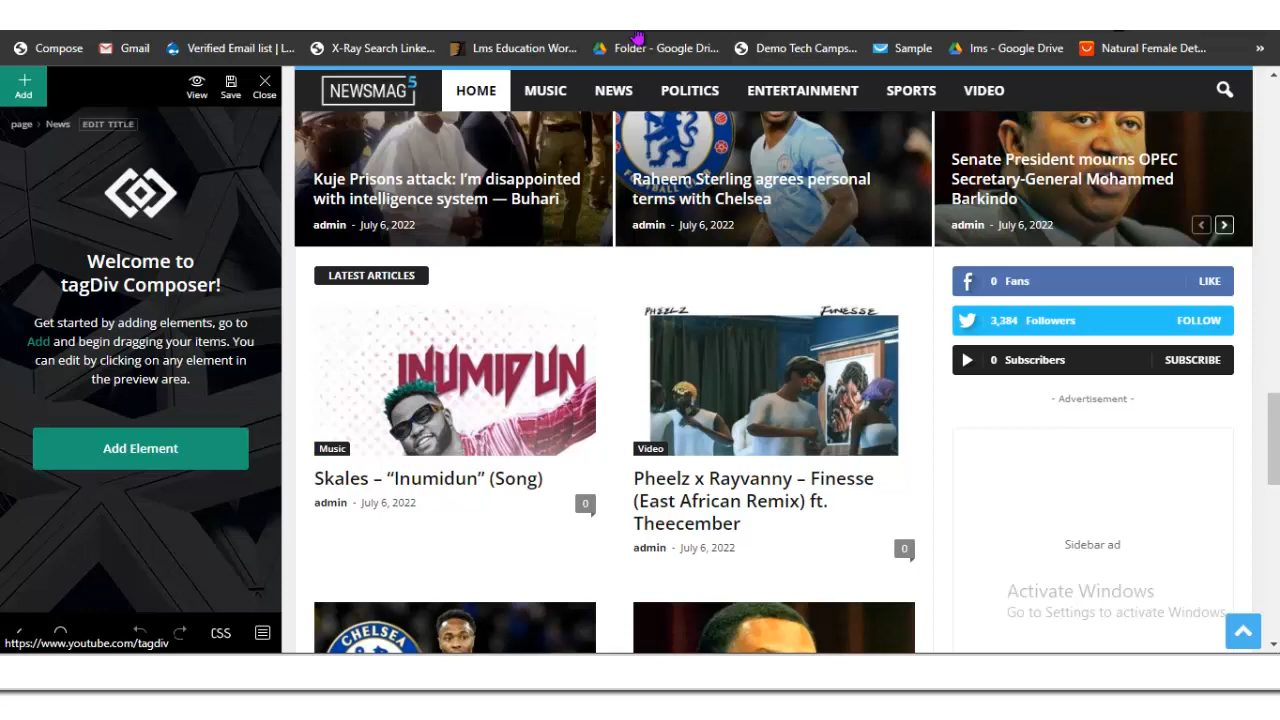 Compose
Gmail
Verified Email list | L...
X-Ray Search Linke...
Lms Education Wor...
Folder - Google Dri...
Demo Tech Camps...
Sample
lms - Google Drive
Natural Female Det...
»
+
Add
View
Save
Close
NEWSMAG 5
HOME
MUSIC
NEWS
POLITICS
ENTERTAINMENT
SPORTS
VIDEO
page > News EDIT TITLE
Welcome to
tagDiv Composer!
Get started by adding elements, go to
Add and begin dragging your items. You
can edit by clicking on any element in
the preview area.
Add Element
CSS
https://www.youtube.com/tagdiv
Kuje Prisons attack: I'm disappointed
with intelligence system — Buhari
admin - July 6, 2022
Raheem Sterling agrees personal
terms with Chelsea
admin - July 6, 2022
Senate President mourns OPEC
Secretary-General Mohammed
Barkindo
admin - July 6, 2022
LATEST ARTICLES
INUMIDUN
Music
Skales – “Inumidun” (Song)
admin - July 6, 2022
0
PHEELZ
FINESSE
Video
Pheelz x Rayvanny – Finesse
(East African Remix) ft.
Theecember
admin - July 6, 2022
0
CHELSEA
0 Fans
LIKE
3,384 Followers
FOLLOW
0 Subscribers
SUBSCRIBE
- Advertisement -
Sidebar ad
Activate Windows
Go to Settings to activate Windows.